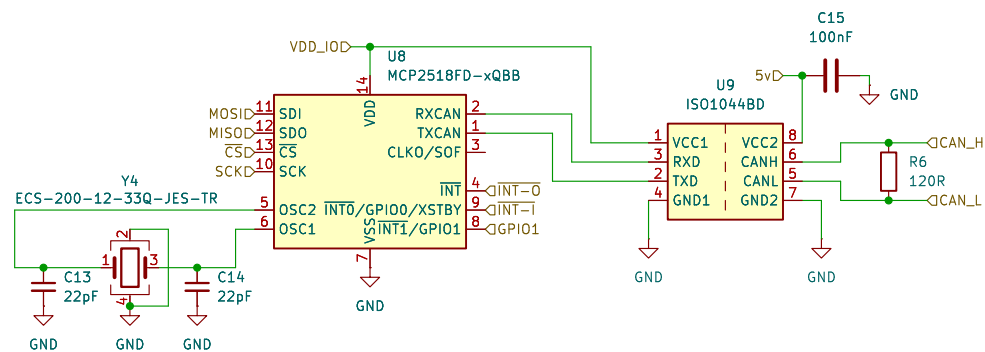 C15
100nF
VDD_IO
U8
MCP2518FD-xQBB
5v
U9
ISO1044BD
GND
14
VDD
MOSI 11 SDI
MISO 12 SDO
CS 13 CS
SCK 10 SCK
RXCAN 2
TXCAN 1
CLKO/SOF 3
INT 4 INT-O
5 OSC2 INT0/GPIO0/XSTBY 9 INT-I
6 OSC1 INT1/GPIO1 8 GPIO1
VSS
7
GND
1 VCC1 VCC2 8
3 RXD CANH 6
2 TXD CANL 5
4 GND1 GND2 7
CAN_H
R6
120R
CAN_L
GND
GND
Y4
ECS-200-12-33Q-JES-TR
2
1
3
4
C13
22pF
C14
22pF
GND
GND
GND